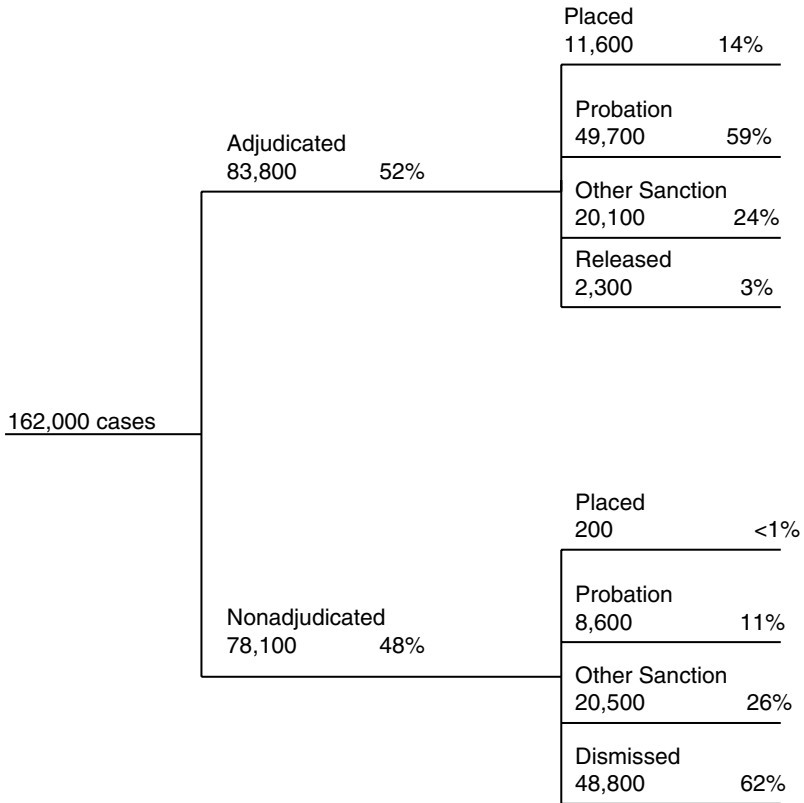 Placed
11,600 14%
Probation
49,700 59%
Adjudicated
83,800 52%
Other Sanction
20,100 24%
Released
2,300 3%
162,000 cases
Placed
200 <1%
Probation
8,600 11%
Nonadjudicated
78,100 48%
Other Sanction
20,500 26%
Dismissed
48,800 62%